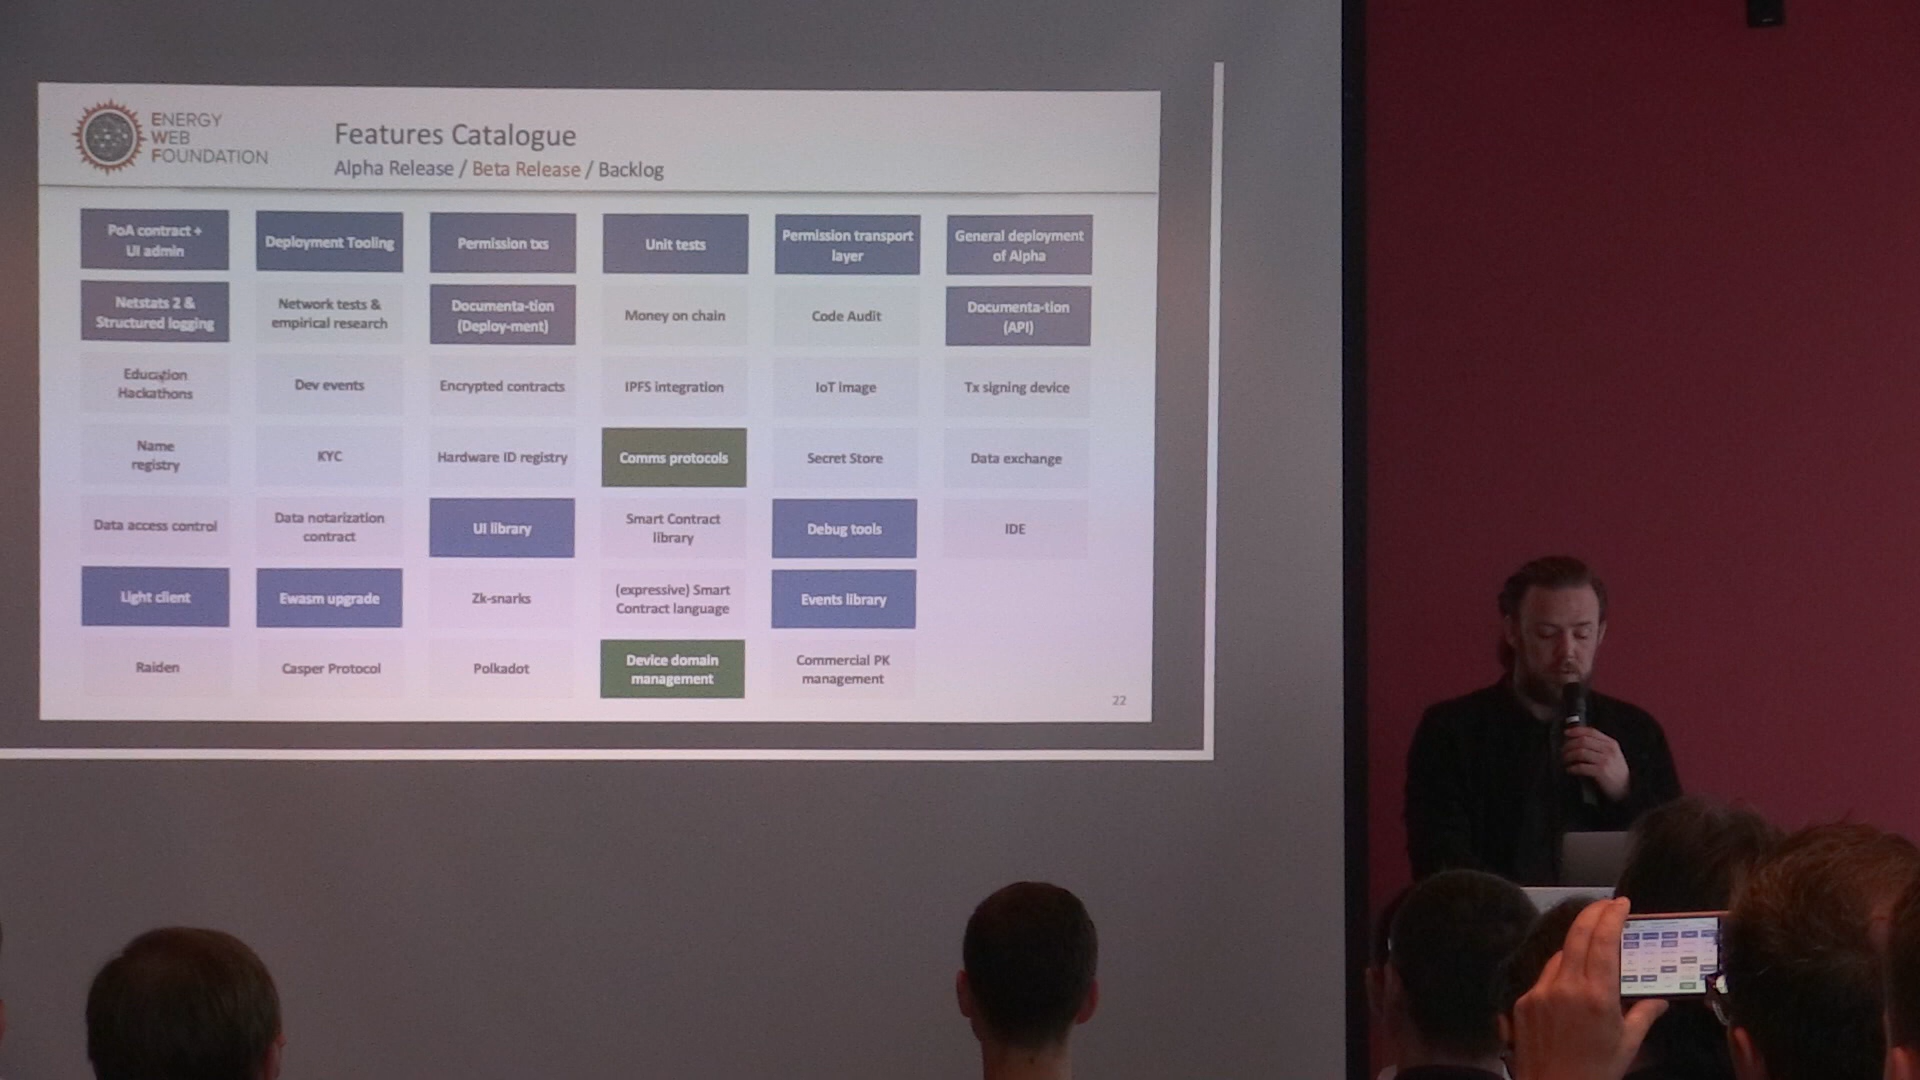 ENERGY
WEB
FOUNDATION
Features Catalogue
Alpha Release / Beta Release / Backlog
PoA contract +
UI admin
Deployment Tooling
Permission txs
Unit tests
Permission transport
layer
General deployment
of Alpha
Netstats 2 &
Structured logging
Network tests &
empirical research
Documenta-tion
(Deploy-ment)
Money on chain
Code Audit
Documenta-tion
(API)
Education
Hackathons
Dev events
Encrypted contracts
IPFS integration
IoT image
Tx signing device
Name
registry
KYC
Hardware ID registry
Comms protocols
Secret Store
Data exchange
Data access control
Data notarization
contract
UI library
Smart Contract
library
Debug tools
IDE
Light client
Ewasm upgrade
Zk-snarks
(expressive) Smart
Contract language
Events library
Raiden
Casper Protocol
Polkadot
Device domain
management
Commercial PK
management
22